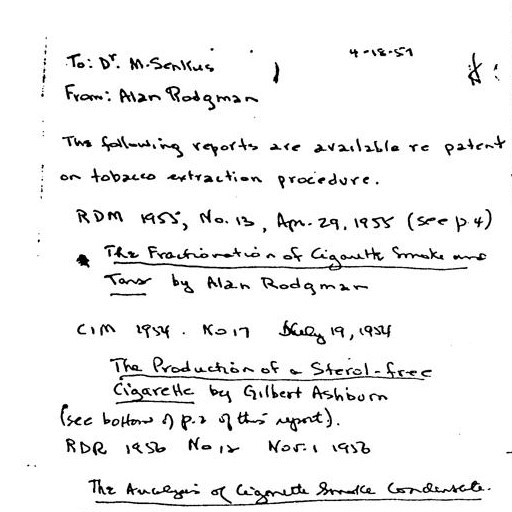 4-18-57
To: Dr. M. Senkus
From: Alan Rodgman
The following reports are available re patent
on tobacco extraction procedure.
RDM 1955, No. 13, Apr. 29, 1955 (see p. 4)
The Fractionation of Cigarette Smoke and
Tars by Alan Rodgman
CIM 1954. No 17 July 19, 1954
The Production of a Sterol-free
Cigarette by Gilbert Ashburn
(see bottom of p. 2 of this report).
RDR 1956 No 12 Nov. 1 1956
The Analysis of Cigarette Smoke Condensate.